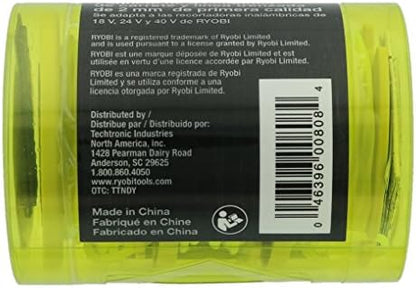 de 2 mm de primera calidad
Se adapta a las recortadoras inalámbricas de
18 V, 24 V y 40 V de RYOBI
RYOBI is a registered trademark of Ryobi Limited
and is used pursuant to a license granted by Ryobi Limited.
RYOBI est une marque déposée de Ryobi Limited et est
utilisée en vertu d'une licence accordée par Ryobi Limited.
RYOBI es una marca registrada de Ryobi
Limited y se utiliza conforme a una
licencia otorgada por Ryobi Limited.
Distributed by /
Distribue par / Distribuido por:
Techtronic Industries
North America, Inc.
1428 Pearman Dairy Road
Anderson, SC 29625
1.800.860.4050
www.ryobitools.com
OTC: TTNDY
Made in China
Fabriqué en Chine
Fabricado en China
0 46396 00808 4